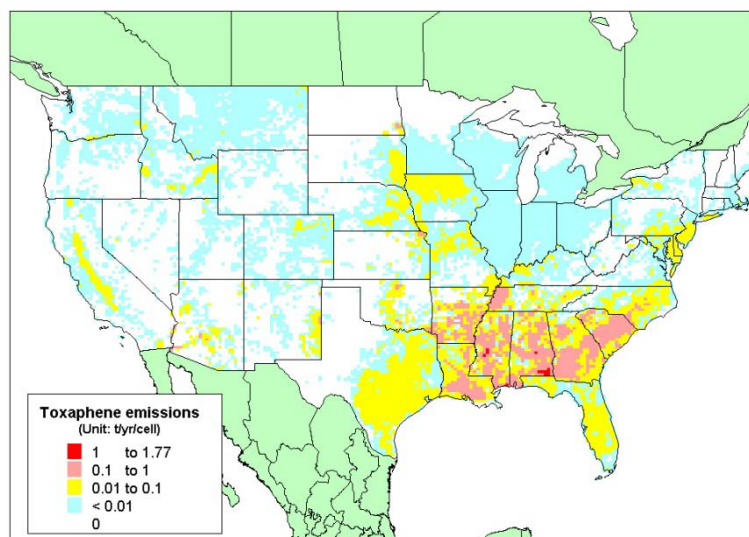 Toxaphene emissions
(Unit: t/yr/cell)
1 to 1.77
0.1 to 1
0.01 to 0.1
< 0.01
0